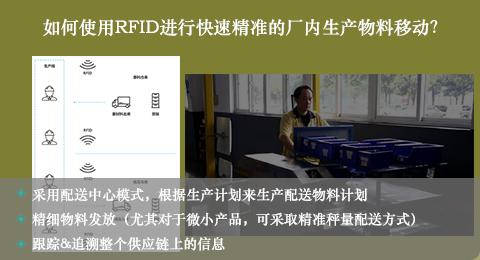 如何使用RFID进行快速精准的厂内生产物料移动？
生产线
RFID
原料仓库
原材料仓库
RFID
RFID
采用配送中心模式，根据生产计划来生产配送物料计划
精细物料发放（尤其对于微小产品，可采取精准秤量配送方式）
跟踪&追溯整个供应链上的信息